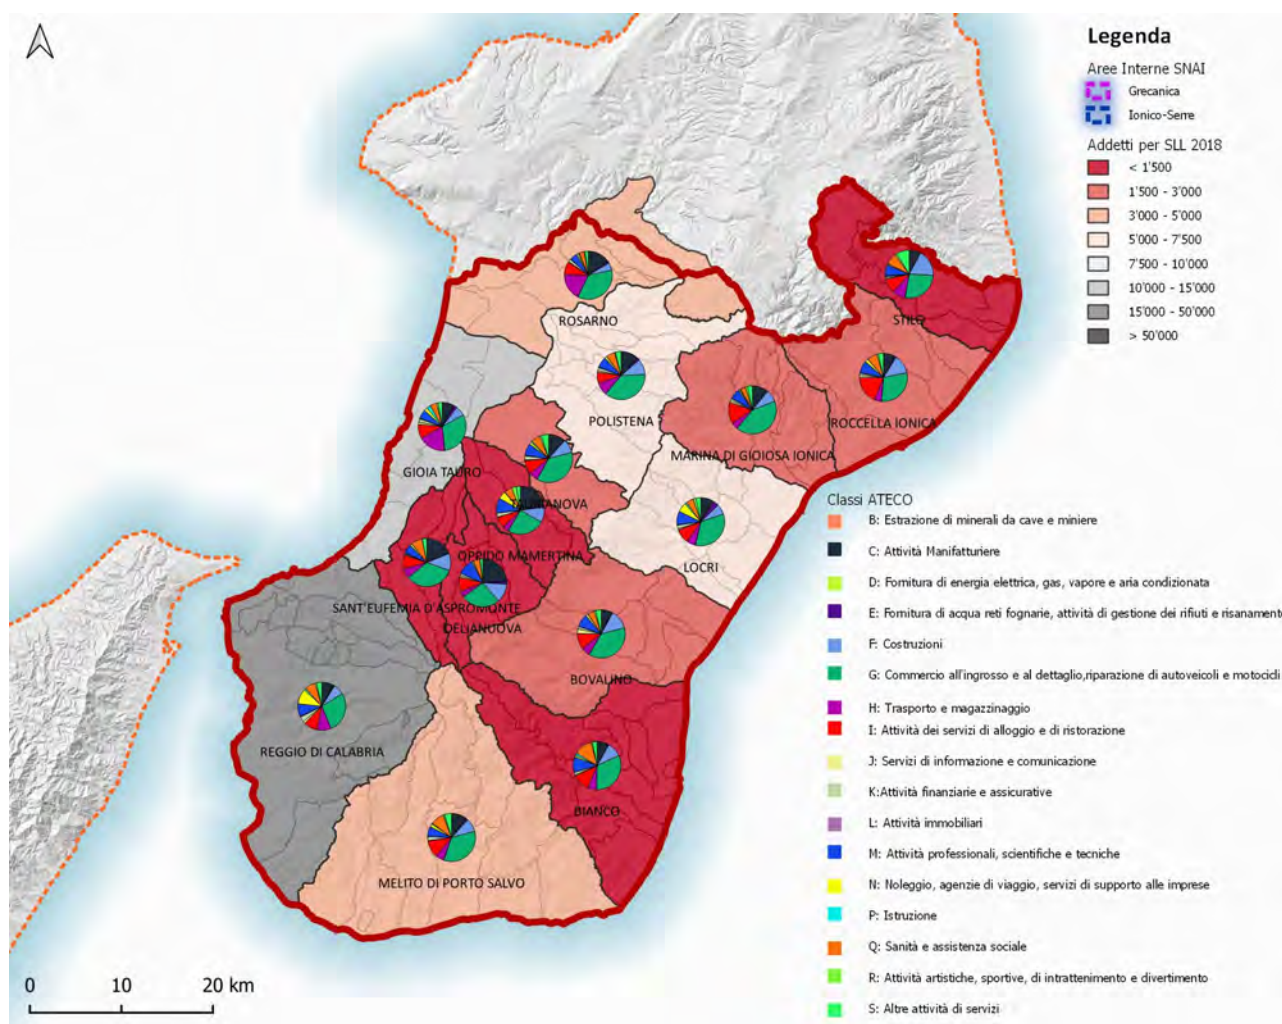 Legenda
Aree Interne SNAI
Grecanica
Ionico-Serre
Addetti per SLL 2018
< 1'500
1'500 - 3'000
3'000 - 5'000
5'000 - 7'500
7'500 - 10'000
10'000 - 15'000
15'000 - 50'000
> 50'000
ROSARNO
STILO
POLISTENA
ROCCELLA IONICA
MARINA DI GIOIOSA IONICA
GIOIA TAURO
TAURIANOVA
OPPIDO MAMERTINA
LOCRI
SANT'EUFEMIA D'ASPROMONTE
DELIANUOVA
BOVALINO
REGGIO DI CALABRIA
BIANCO
MELITO DI PORTO SALVO
Classi ATECO
B: Estrazione di minerali da cave e miniere
C: Attività Manifatturiere
D: Fornitura di energia elettrica, gas, vapore e aria condizionata
E: Fornitura di acqua reti fognarie, attività di gestione dei rifiuti e risanamento
F: Costruzioni
G: Commercio all'ingrosso e al dettaglio,riparazione di autoveicoli e motocicli
H: Trasporto e magazzinaggio
I: Attività dei servizi di alloggio e di ristorazione
J: Servizi di informazione e comunicazione
K:Attività finanziarie e assicurative
L: Attività immobiliari
M: Attività professionali, scientifiche e tecniche
N: Noleggio, agenzie di viaggio, servizi di supporto alle imprese
P: Istruzione
Q: Sanità e assistenza sociale
R: Attività artistiche, sportive, di intrattenimento e divertimento
S: Altre attività di servizi
0 10 20 km